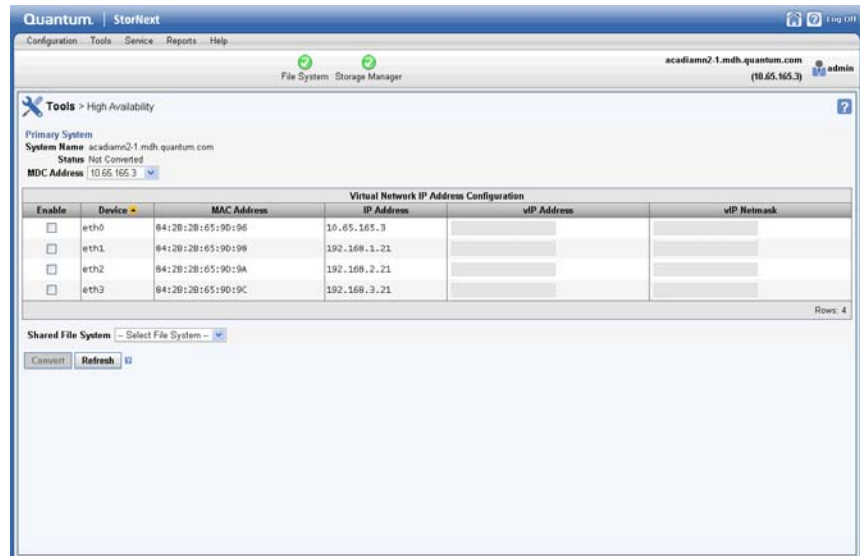 Quantum. | StorNext
Log Off
Configuration Tools Service Reports Help
File System Storage Manager
acadiamn2-1.mdh.quantum.com
(10.65.165.3)
admin
Tools > High Availability
Primary System
System Name acadiamn2-1.mdh.quantum.com
Status Not Converted
MDC Address 10.65.165.3
Virtual Network IP Address Configuration
Enable Device MAC Address IP Address vIP Address vIP Netmask
eth0 84:2B:2B:65:9D:96 10.65.165.3
eth1 84:2B:2B:65:9D:98 192.168.1.21
eth2 84:2B:2B:65:9D:9A 192.168.2.21
eth3 84:2B:2B:65:9D:9C 192.168.3.21
Rows: 4
Shared File System -- Select File System --
Convert Refresh